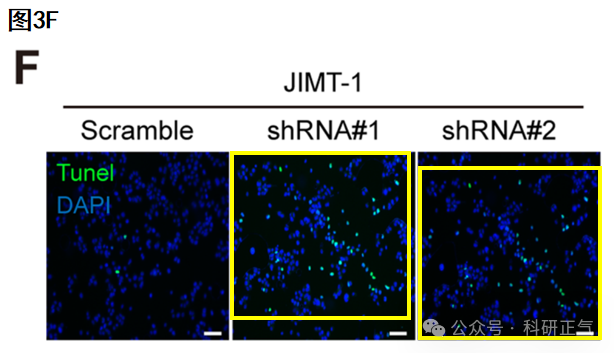 图3F
F
JIMT-1
Scramble shRNA#1 shRNA#2
Tunel
DAPI
公众号 · 科研正气